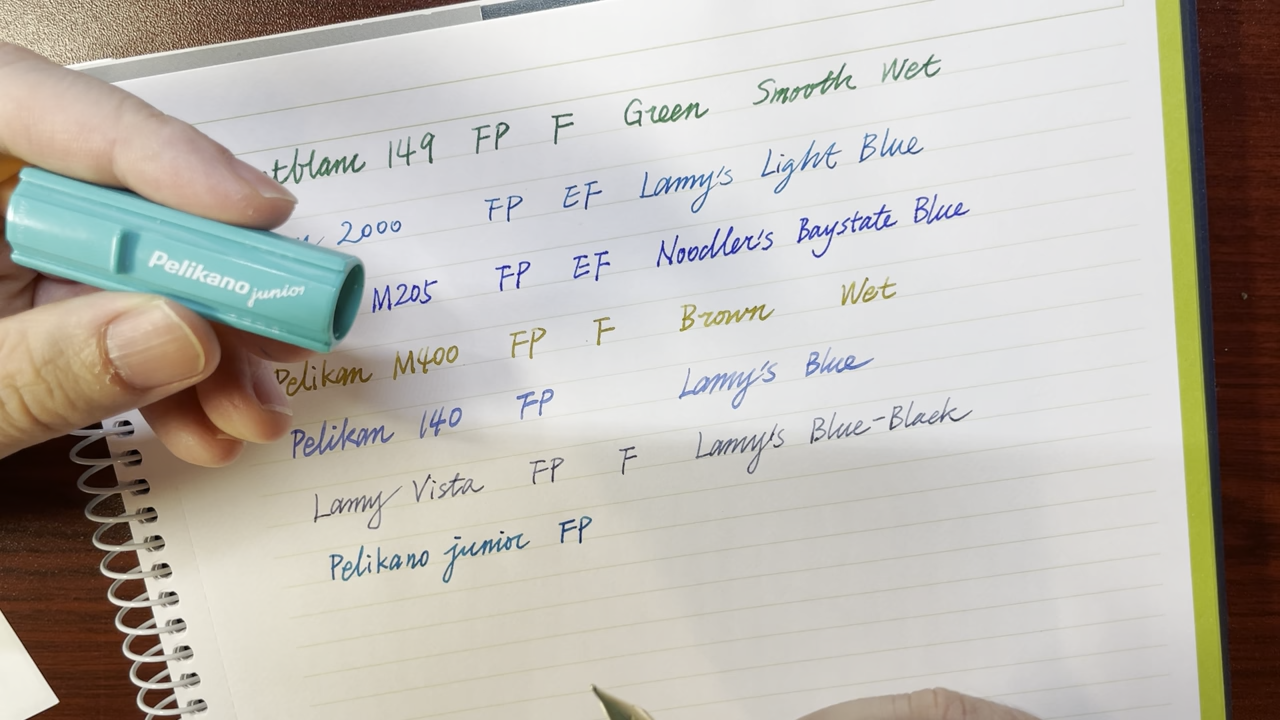 tblanc 149 FP F Green Smooth Wet
2000 FP EF Lamy's Light Blue
M205 FP EF Noodler's Baystate Blue
Pelikan M400 FP F Brown Wet
Pelikan 140 FP Lamy's Blue
Lamy Vista FP F Lamy's Blue-Black
Pelikano junior FP
Pelikano junior